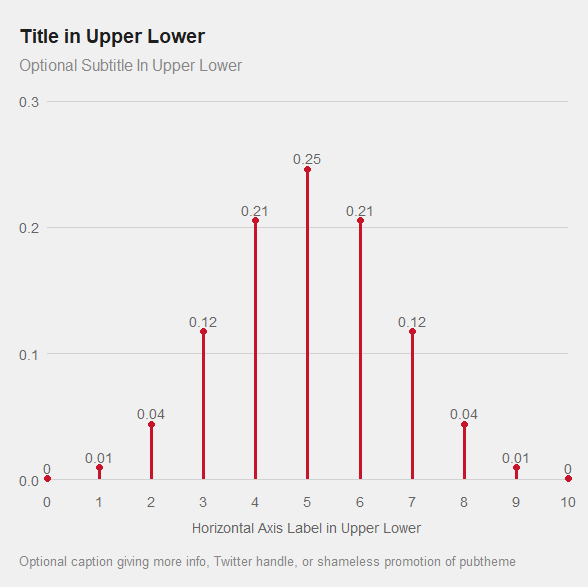 Title in Upper Lower
Optional Subtitle In Upper Lower
0.3
0.25
0.21 0.21
0.2
0.12 0.12
0.1
0.04 0.04
0.01 0.01
0 0
0.0
0 1 2 3 4 5 6 7 8 9 10
Horizontal Axis Label in Upper Lower
Optional caption giving more info, Twitter handle, or shameless promotion of pubtheme